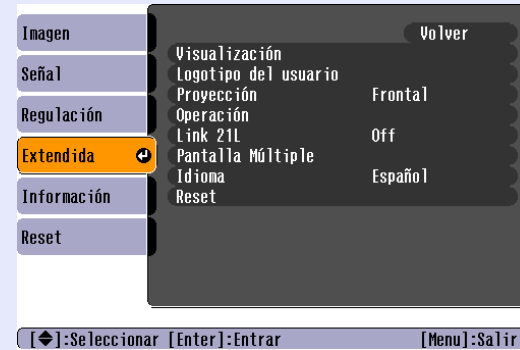 Imagen
Señal
Regulación
Extendida
Información
Reset
Volver
Visualización
Logotipo del usuario
Proyección Frontal
Operación
Link 21L Off
Pantalla Múltiple
Idioma Español
Reset
[◆]:Seleccionar [Enter]:Entrar [Menu]:Salir